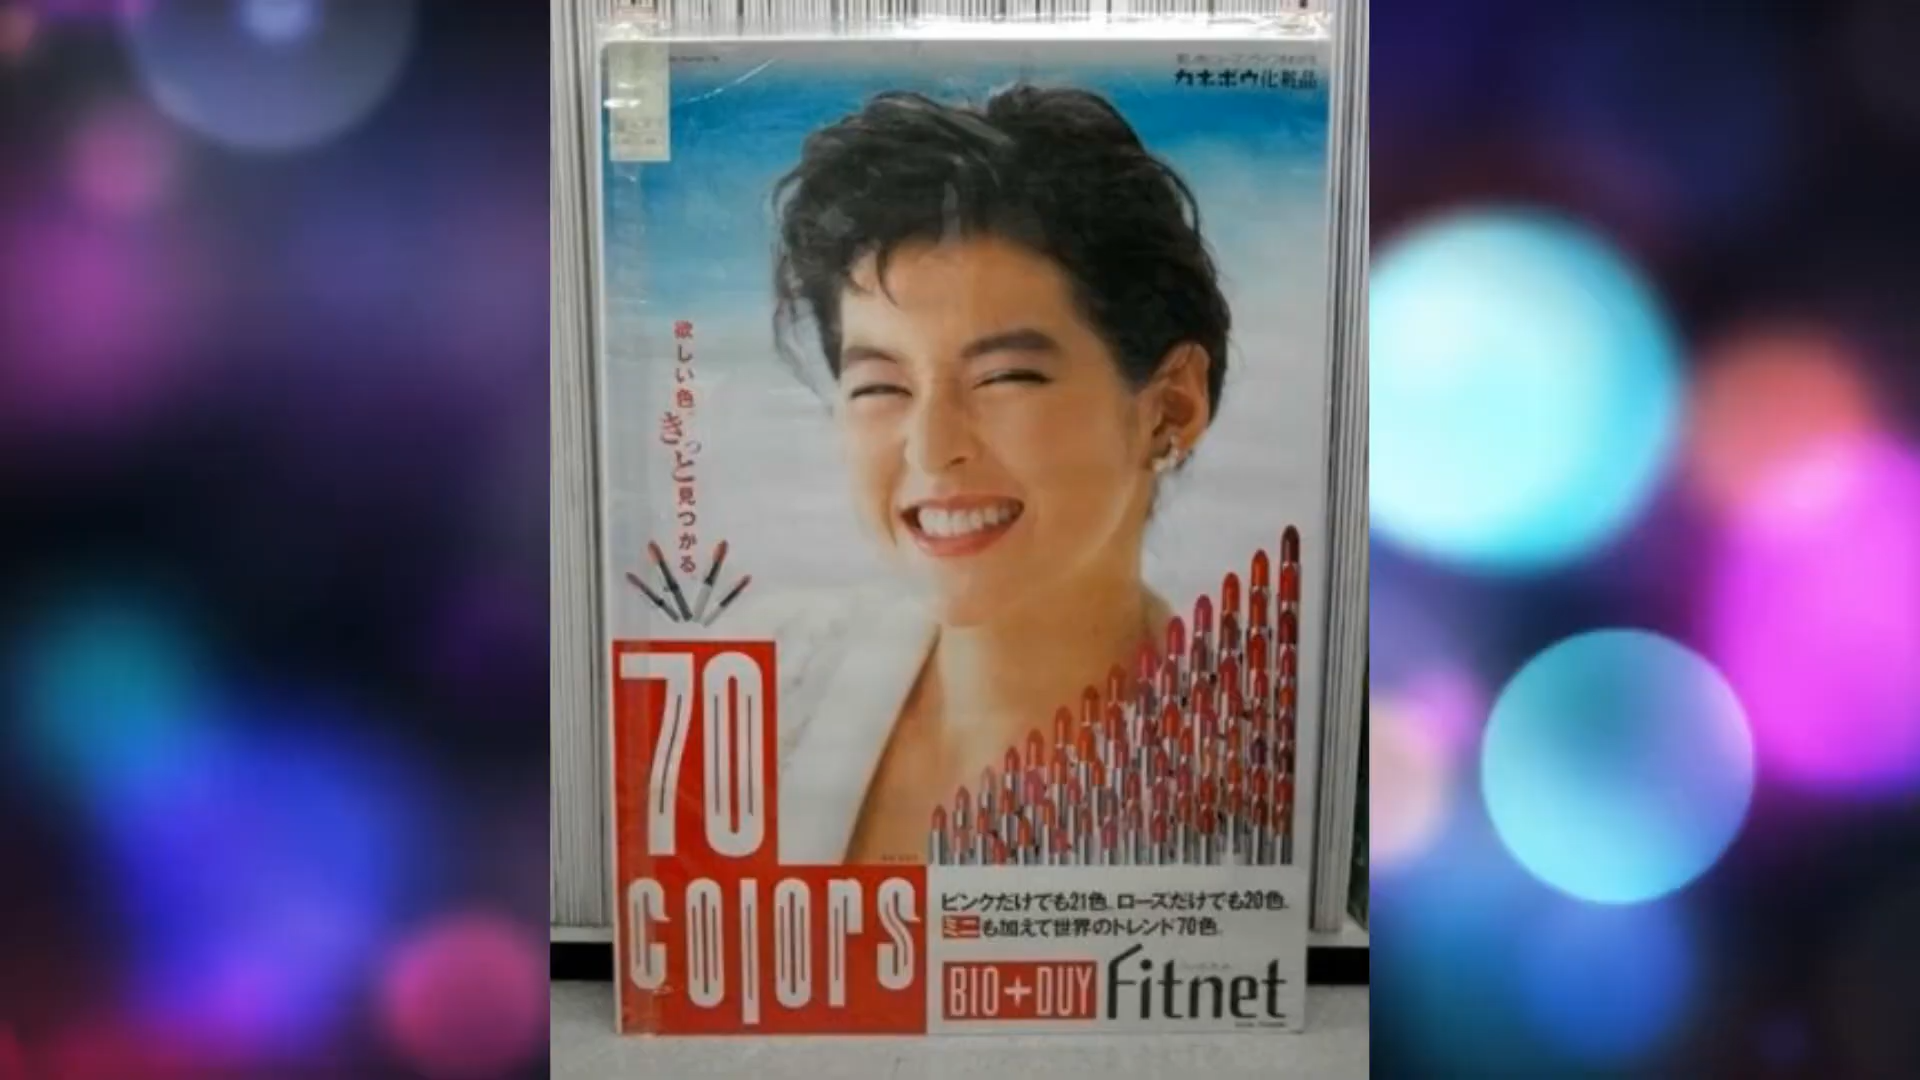 カネボウ化粧品
欲しい色、きっと見つかる。
70
colors
ピンクだけでも21色。ローズだけでも20色。
ミニも加えて世界のトレンド70色。
BIO+DUY Fitnet